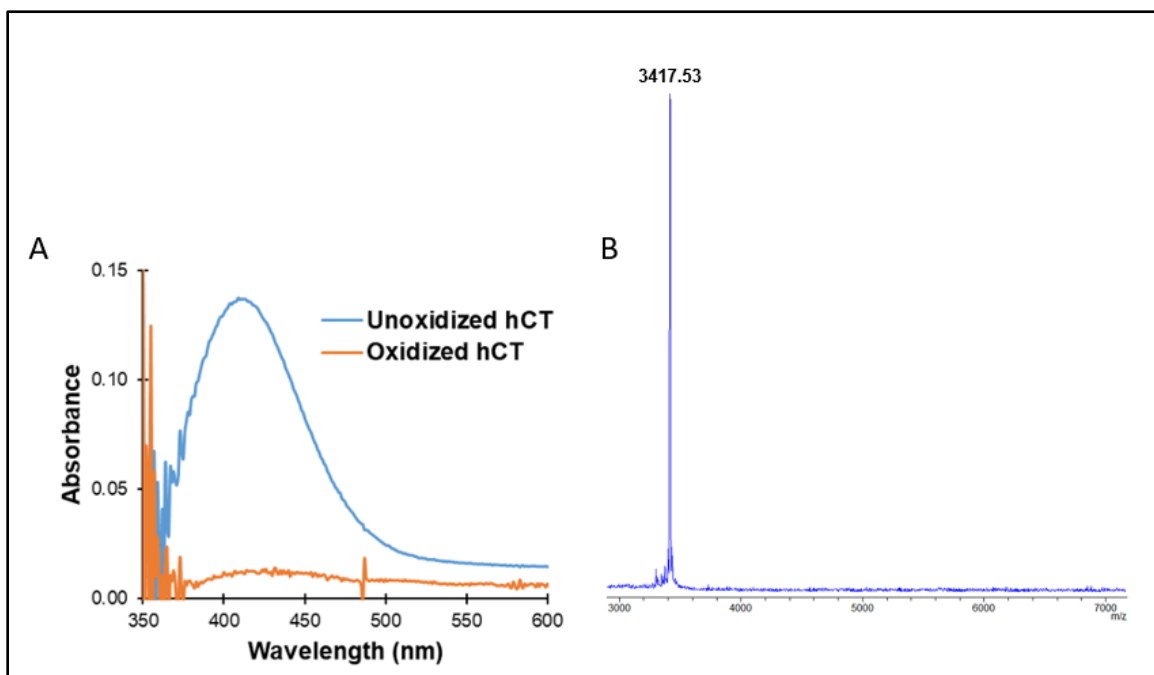 3417.53
A
B
0.15
0.10
0.05
0.00
Absorbance
Unoxidized hCT
Oxidized hCT
350 400 450 500 550 600
Wavelength (nm)
3000 4000 5000 6000 7000
m/z